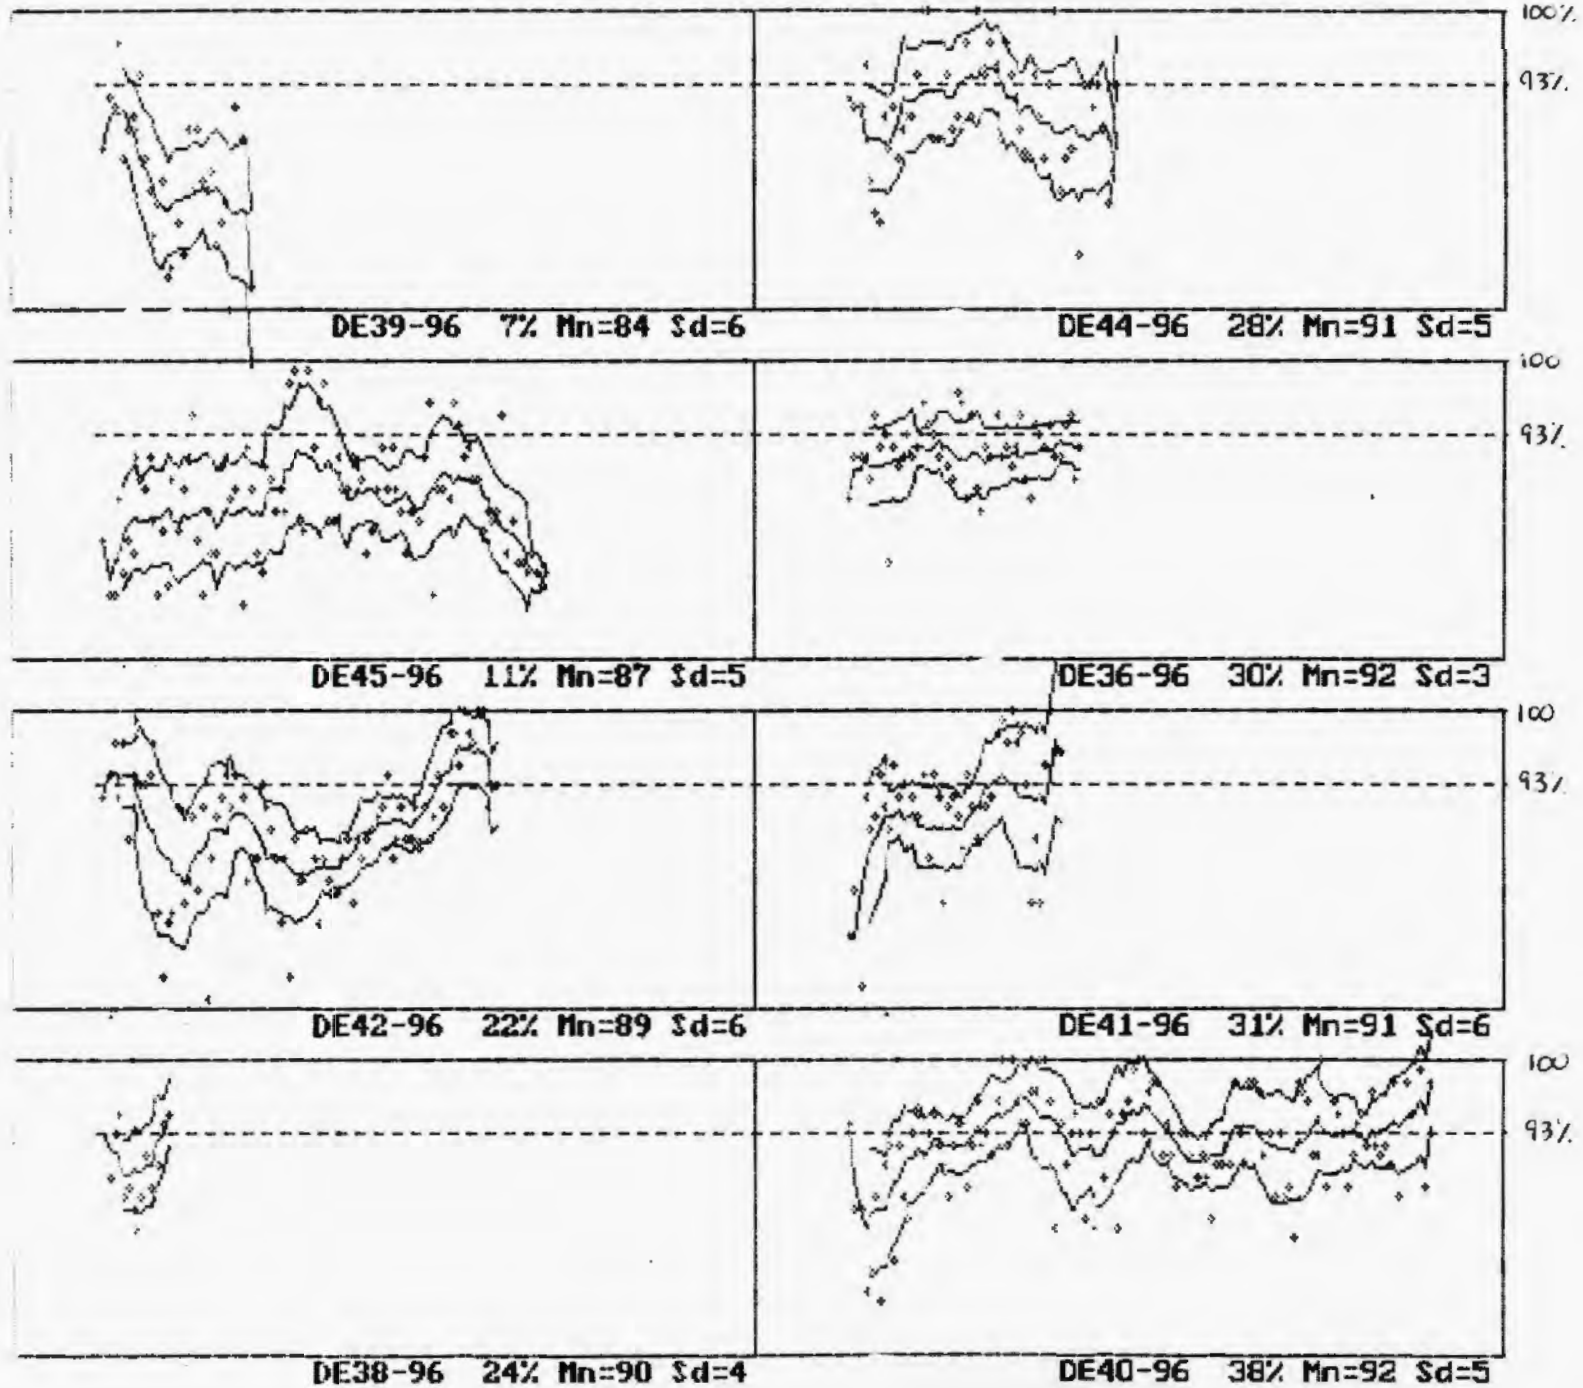 100%
93%
DE39-96 7% Mn=84 Sd=6
DE44-96 28% Mn=91 Sd=5
100
93%
DE45-96 11% Mn=87 Sd=5
DE36-96 30% Mn=92 Sd=3
100
93%
DE42-96 22% Mn=89 Sd=6
DE41-96 31% Mn=91 Sd=6
100
93%
DE38-96 24% Mn=90 Sd=4
DE40-96 38% Mn=92 Sd=5